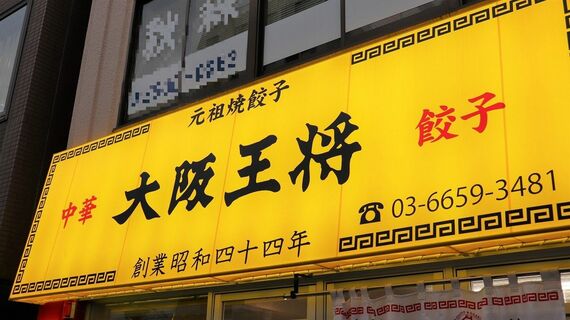 元祖焼餃子
中華 大阪王将 餃子
☎ 03-6659-3481
創業昭和四十四年